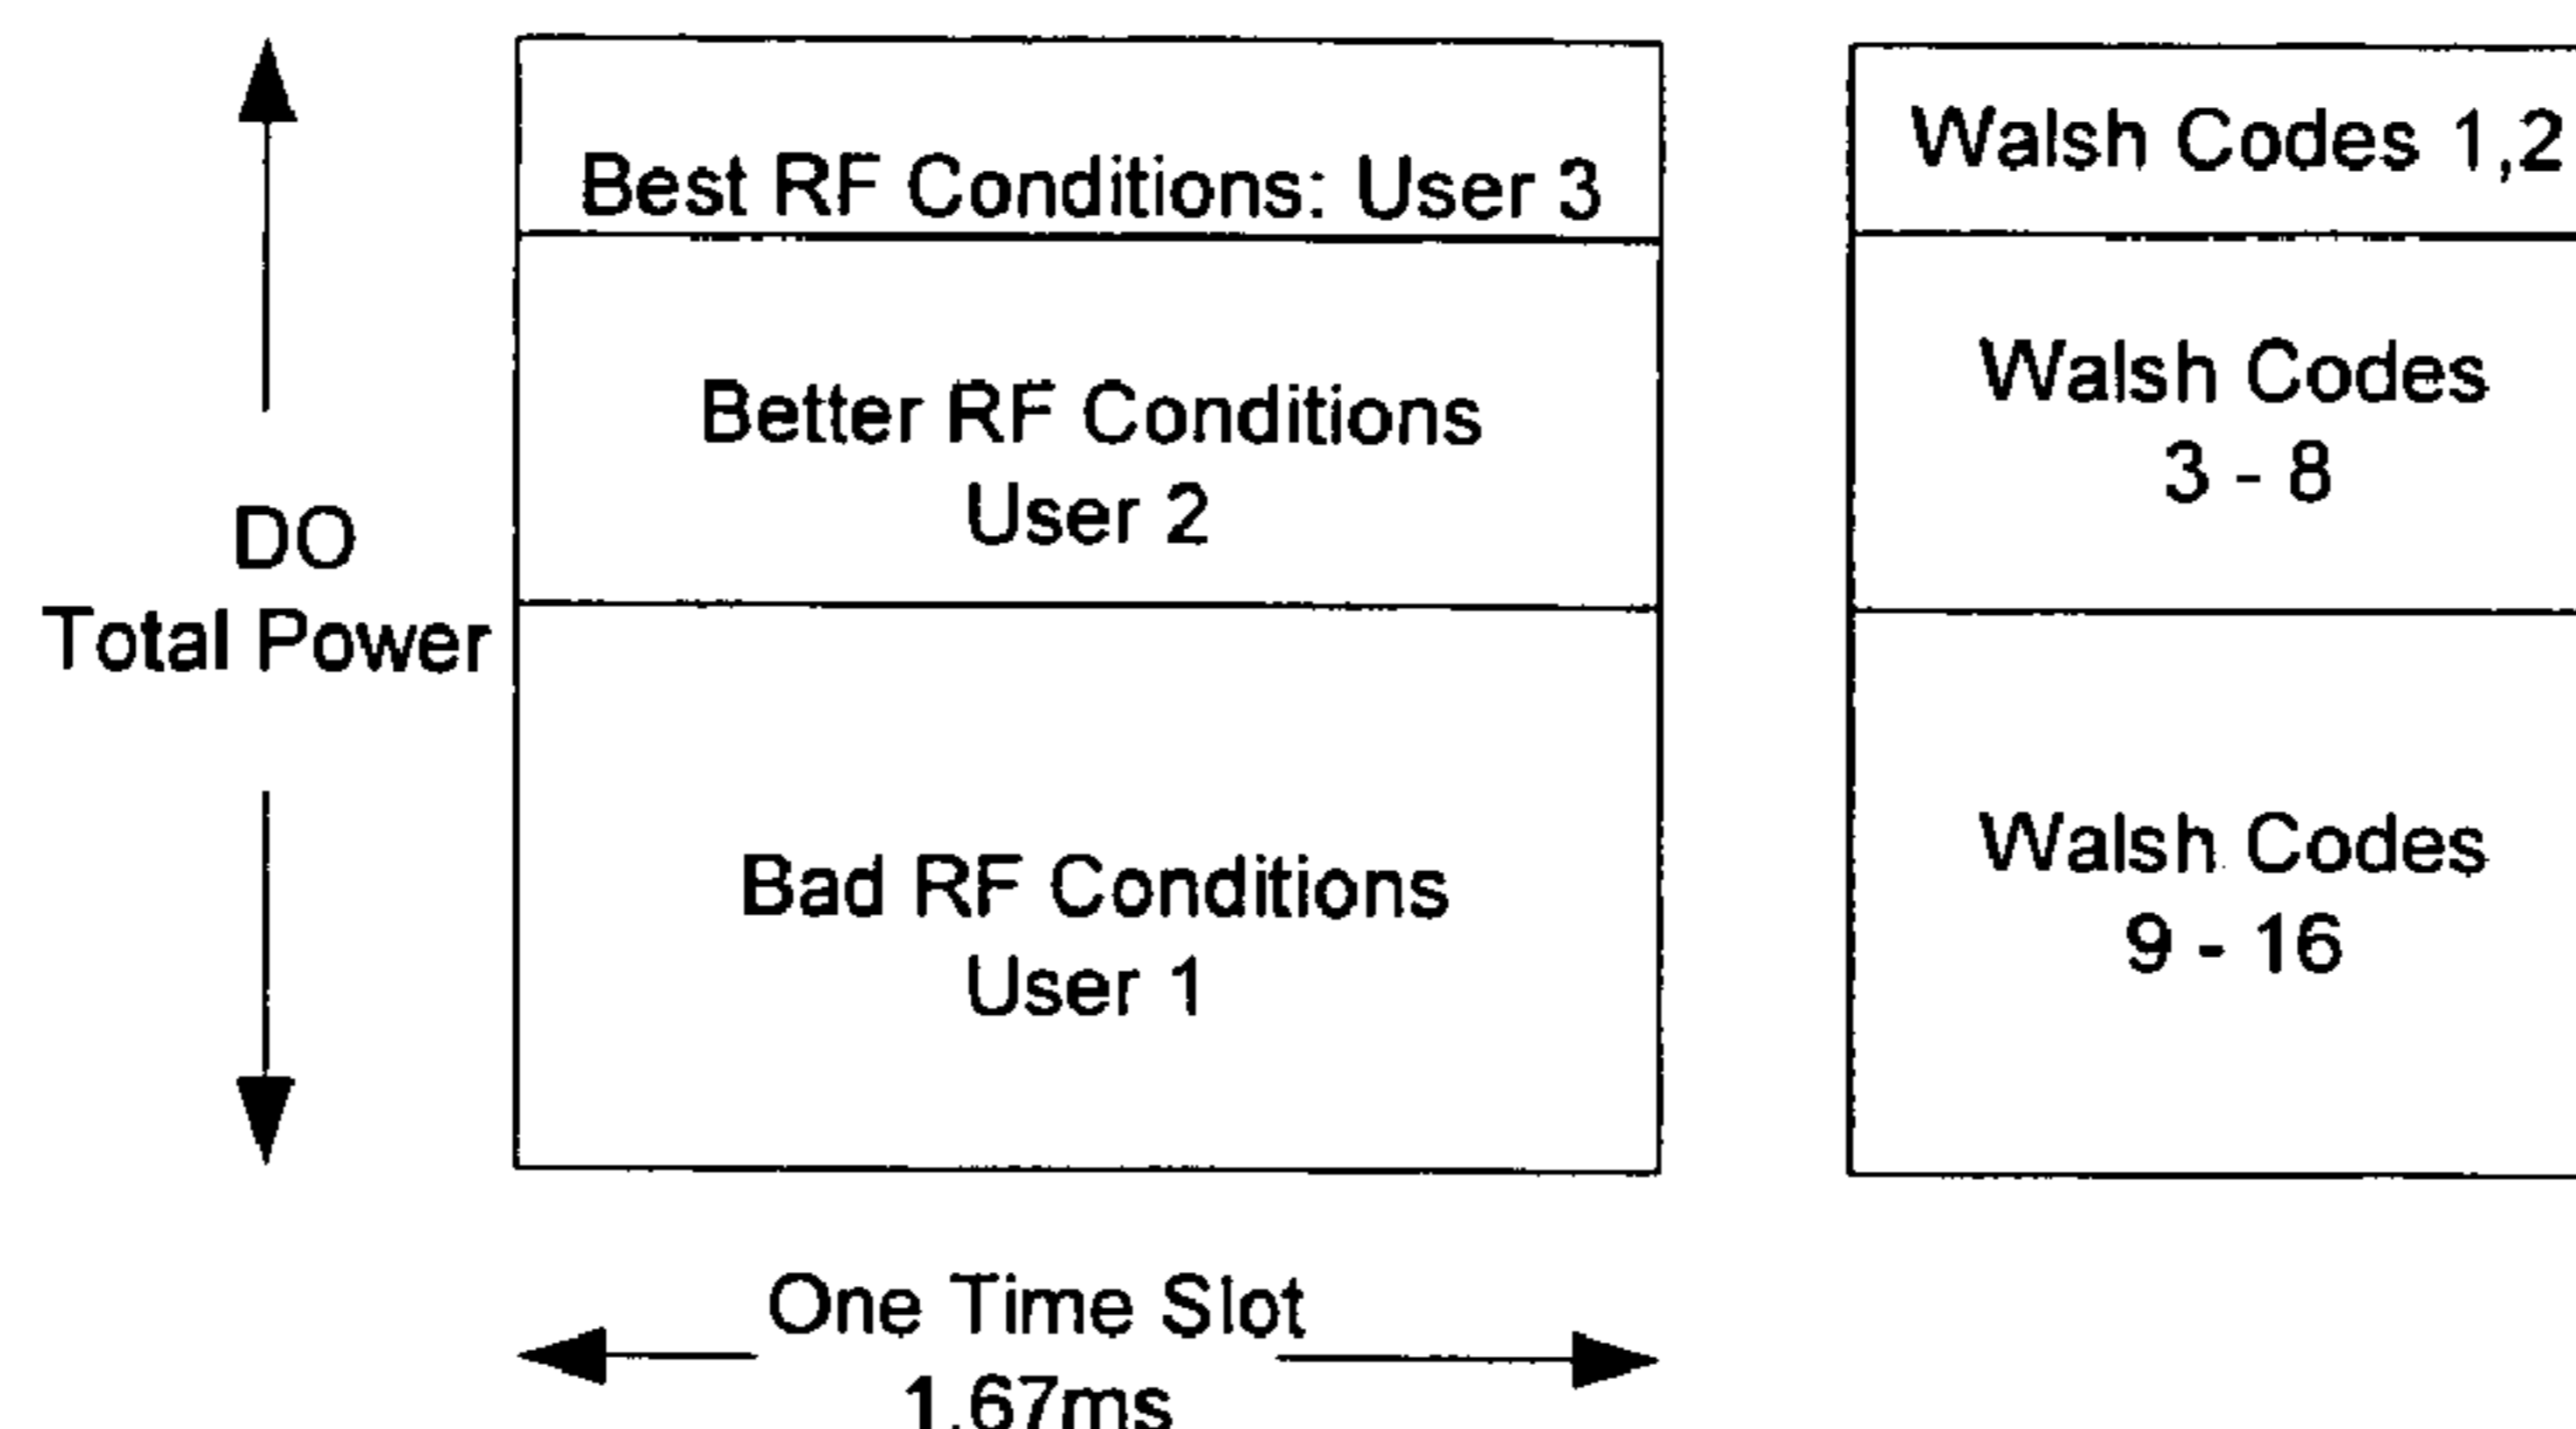 Best RF Conditions: User 3
Better RF Conditions
User 2
Bad RF Conditions
User 1
DO
Total Power
Walsh Codes 1,2
Walsh Codes
3 - 8
Walsh Codes
9 - 16
One Time Slot
1.67ms